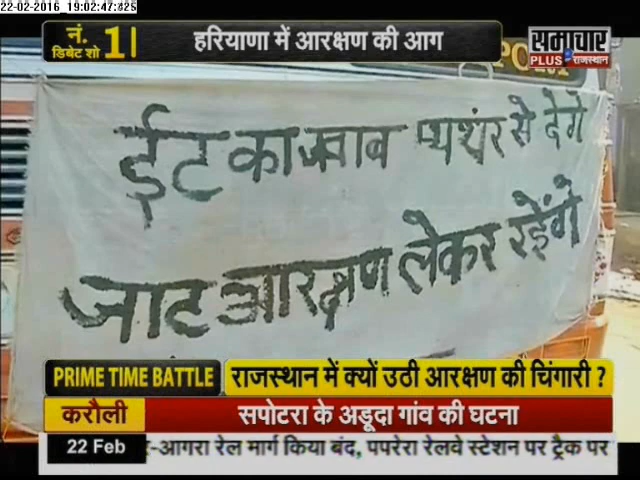 22-02-2016 19:02:47:825
नं. 1
डिबेट शो
हरियाणा में आरक्षण की आग
समाचार
PLUS राजस्थान
ईट का जवाब पथ्थर से देगे
जाट आरक्षण लेकर रहेंगे
PRIME TIME BATTLE
राजस्थान में क्यों उठी आरक्षण की चिंगारी ?
करौली
सपोटरा के अडूदा गांव की घटना
22 Feb
र-आगरा रेल मार्ग किया बंद, पपरेरा रेलवे स्टेशन पर ट्रैक पर